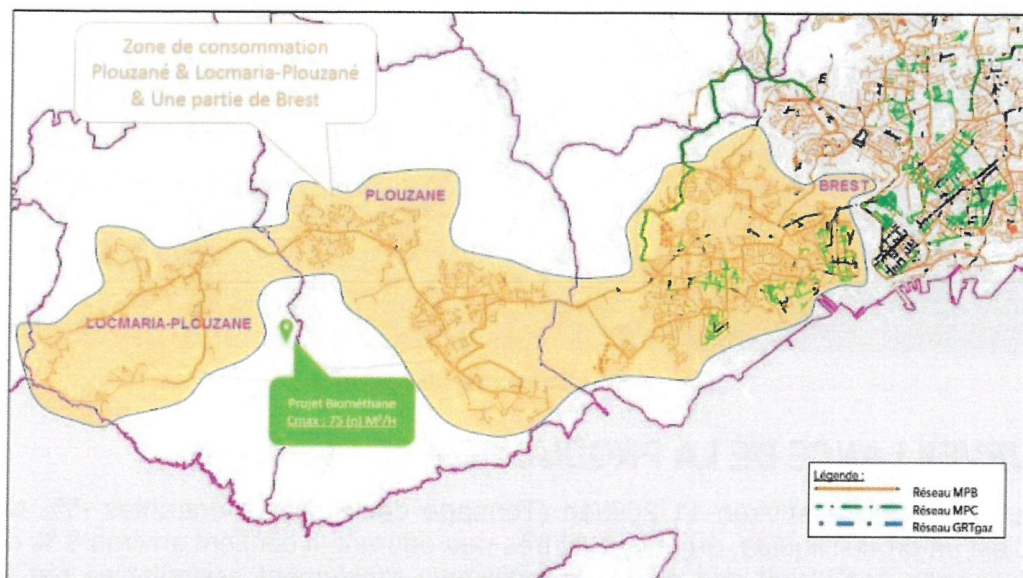 Zone de consommation
Plouzané & Locmaria-Plouzané
& Une partie de Brest
PLOUZANE
BREST
LOCMARIA-PLOUZANE
Projet Biométhane
Cmax : 75 (n) M³/H
Légende :
Réseau MPB
Réseau MPC
Réseau GRTgaz